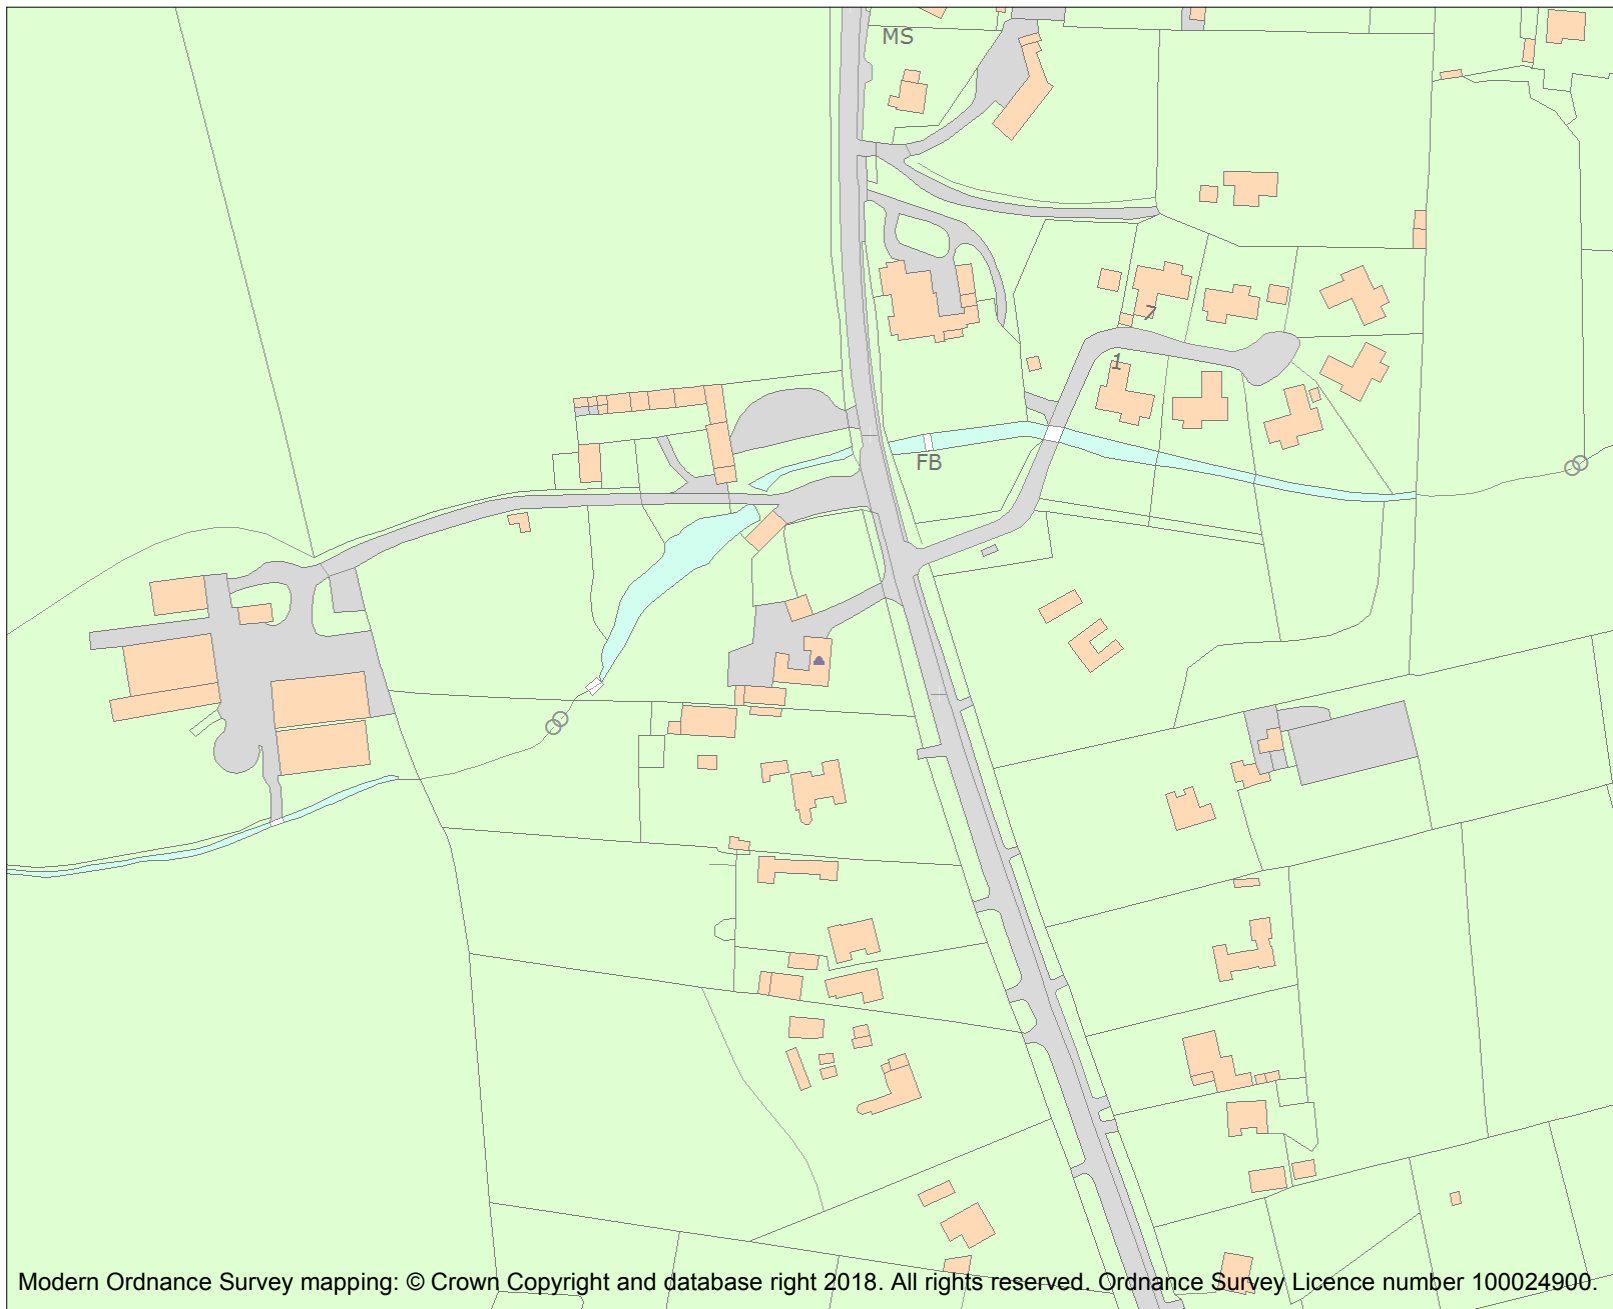 MS
7
1
FB
Modern Ordnance Survey mapping: © Crown Copyright and database right 2018. All rights reserved. Ordnance Survey Licence number 100024900.